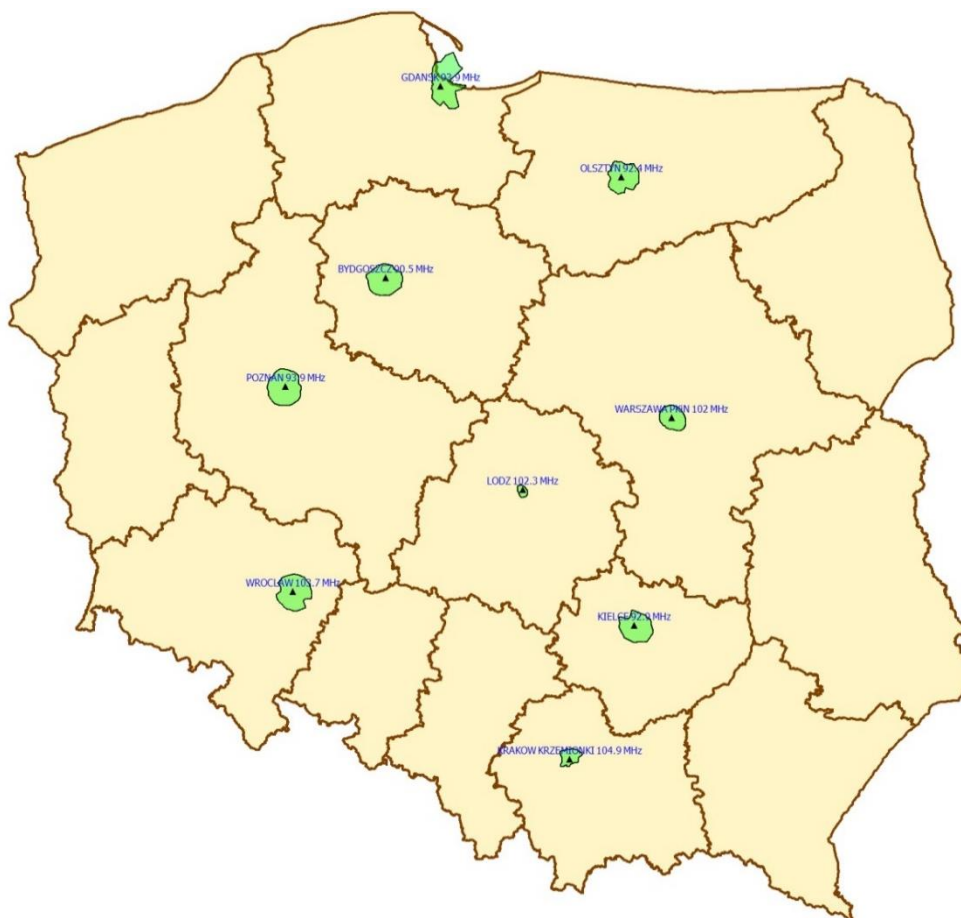 GDANSK 93.9 MHz
OLSZTYN 92.4 MHz
BYDGOSZCZ 90.5 MHz
POZNAN 93.9 MHz
WARSZAWA PKiN 102 MHz
LODZ 102.3 MHz
WROCLAW 103.7 MHz
KIELCE 92.9 MHz
KRAKOW KRZEMIONKI 104.9 MHz